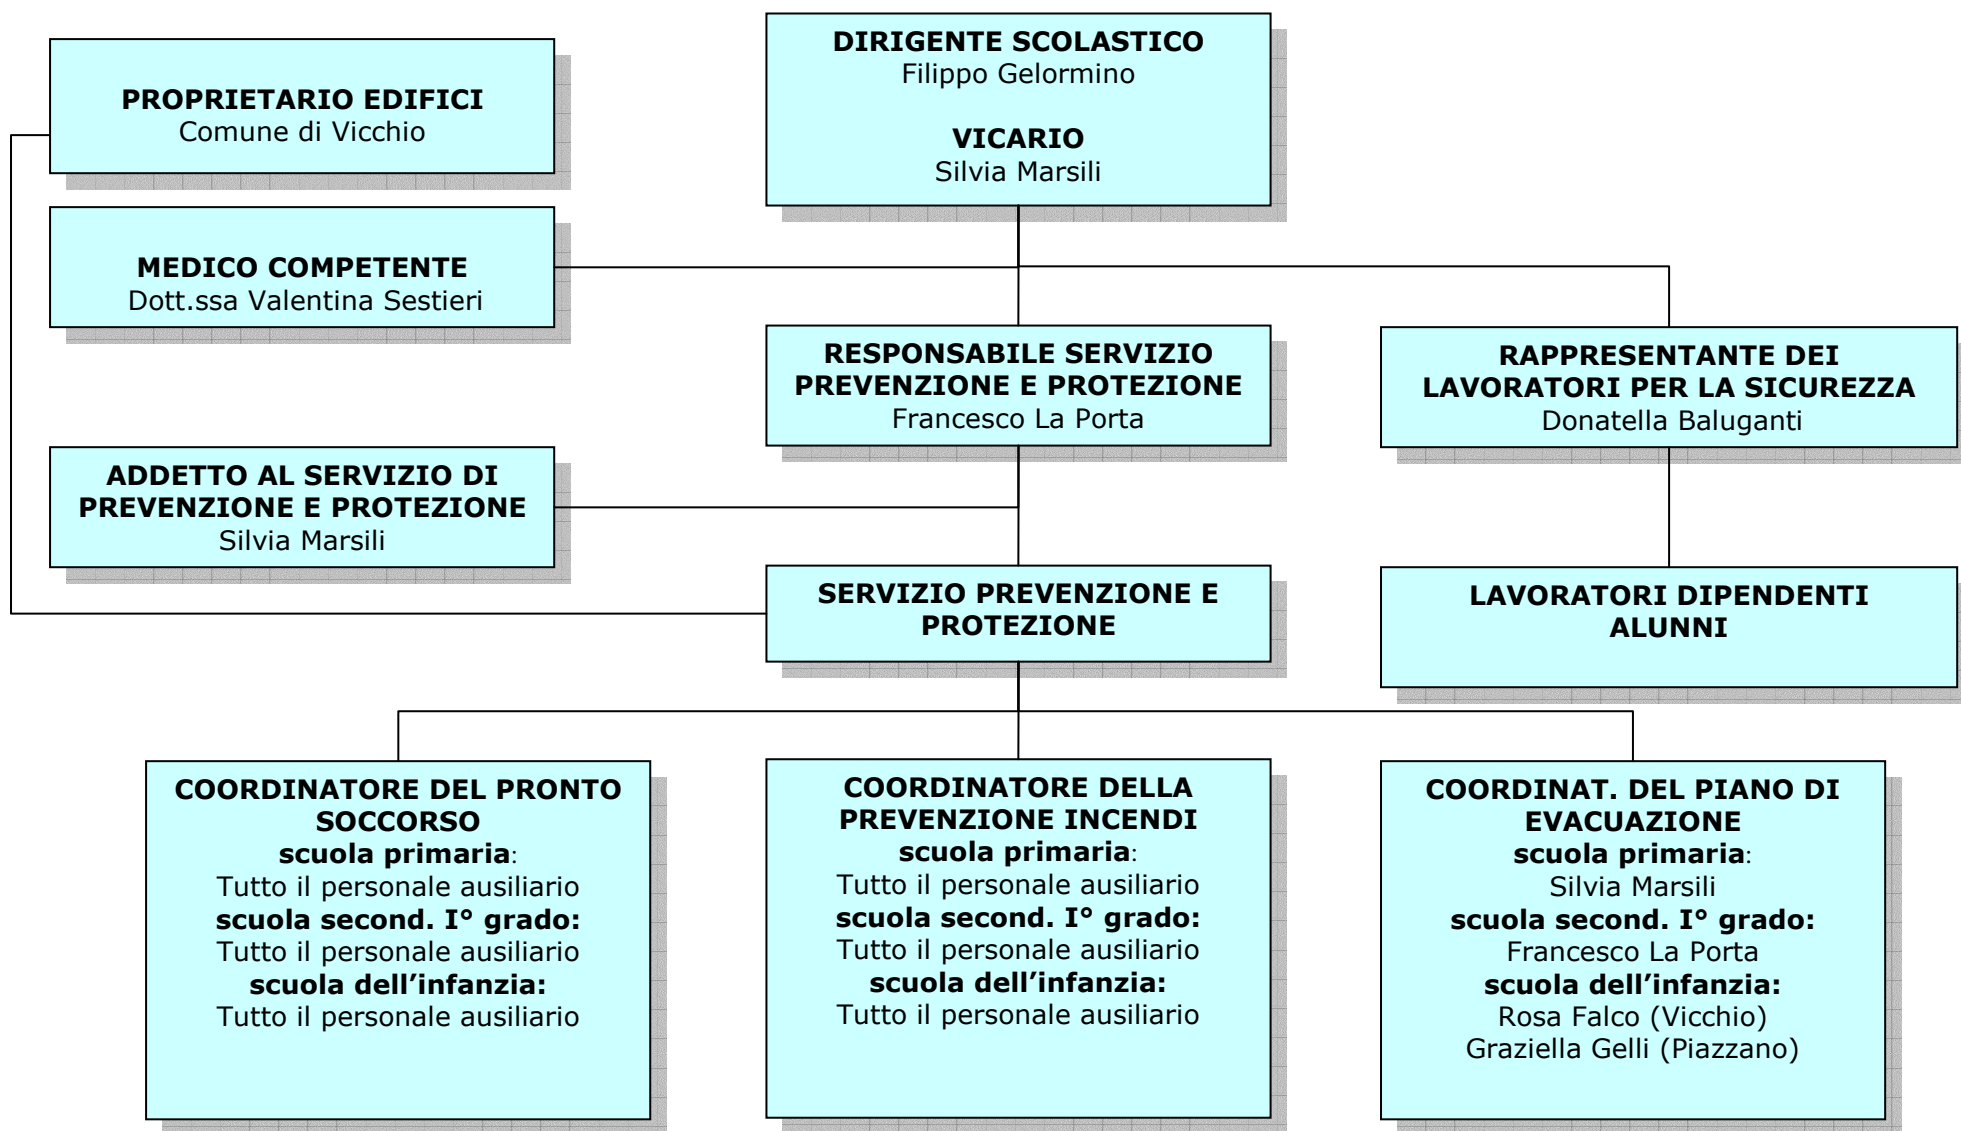 DIRIGENTE SCOLASTICO
Filippo Gelormino
VICARIO
Silvia Marsili
PROPRIETARIO EDIFICI
Comune di Vicchio
MEDICO COMPETENTE
Dott.ssa Valentina Sestieri
RESPONSABILE SERVIZIO
PREVENZIONE E PROTEZIONE
Francesco La Porta
RAPPRESENTANTE DEI
LAVORATORI PER LA SICUREZZA
Donatella Baluganti
ADDETTO AL SERVIZIO DI
PREVENZIONE E PROTEZIONE
Silvia Marsili
SERVIZIO PREVENZIONE E
PROTEZIONE
LAVORATORI DIPENDENTI
ALUNNI
COORDINATORE DEL PRONTO
SOCCORSO
scuola primaria:
Tutto il personale ausiliario
scuola second. I° grado:
Tutto il personale ausiliario
scuola dell’infanzia:
Tutto il personale ausiliario
COORDINATORE DELLA
PREVENZIONE INCENDI
scuola primaria:
Tutto il personale ausiliario
scuola second. I° grado:
Tutto il personale ausiliario
scuola dell’infanzia:
Tutto il personale ausiliario
COORDINAT. DEL PIANO DI
EVACUAZIONE
scuola primaria:
Silvia Marsili
scuola second. I° grado:
Francesco La Porta
scuola dell’infanzia:
Rosa Falco (Vicchio)
Graziella Gelli (Piazzano)